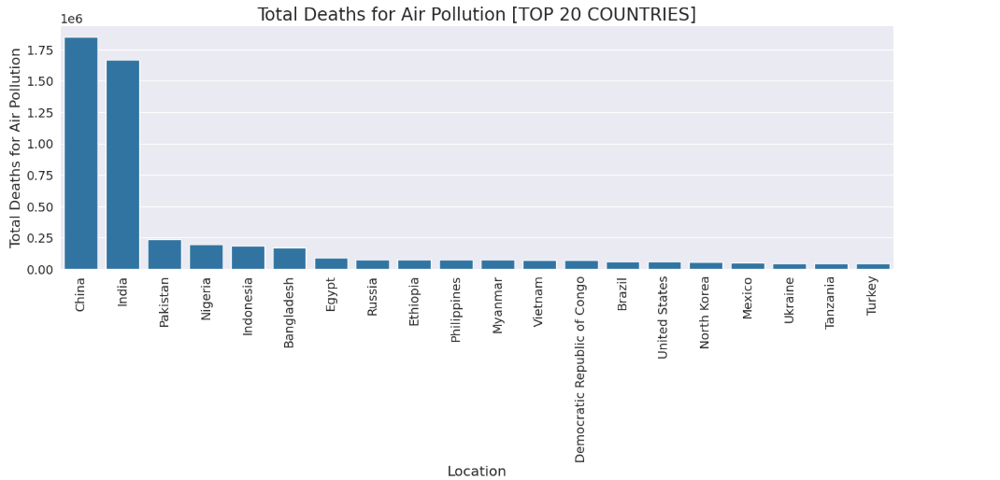 Total Deaths for Air Pollution [TOP 20 COUNTRIES]
1e6
Total Deaths for Air Pollution
1.75
1.50
1.25
1.00
0.75
0.50
0.25
0.00
China
India
Pakistan
Nigeria
Indonesia
Bangladesh
Egypt
Russia
Ethiopia
Philippines
Myanmar
Vietnam
Democratic Republic of Congo
Brazil
United States
North Korea
Mexico
Ukraine
Tanzania
Turkey
Location